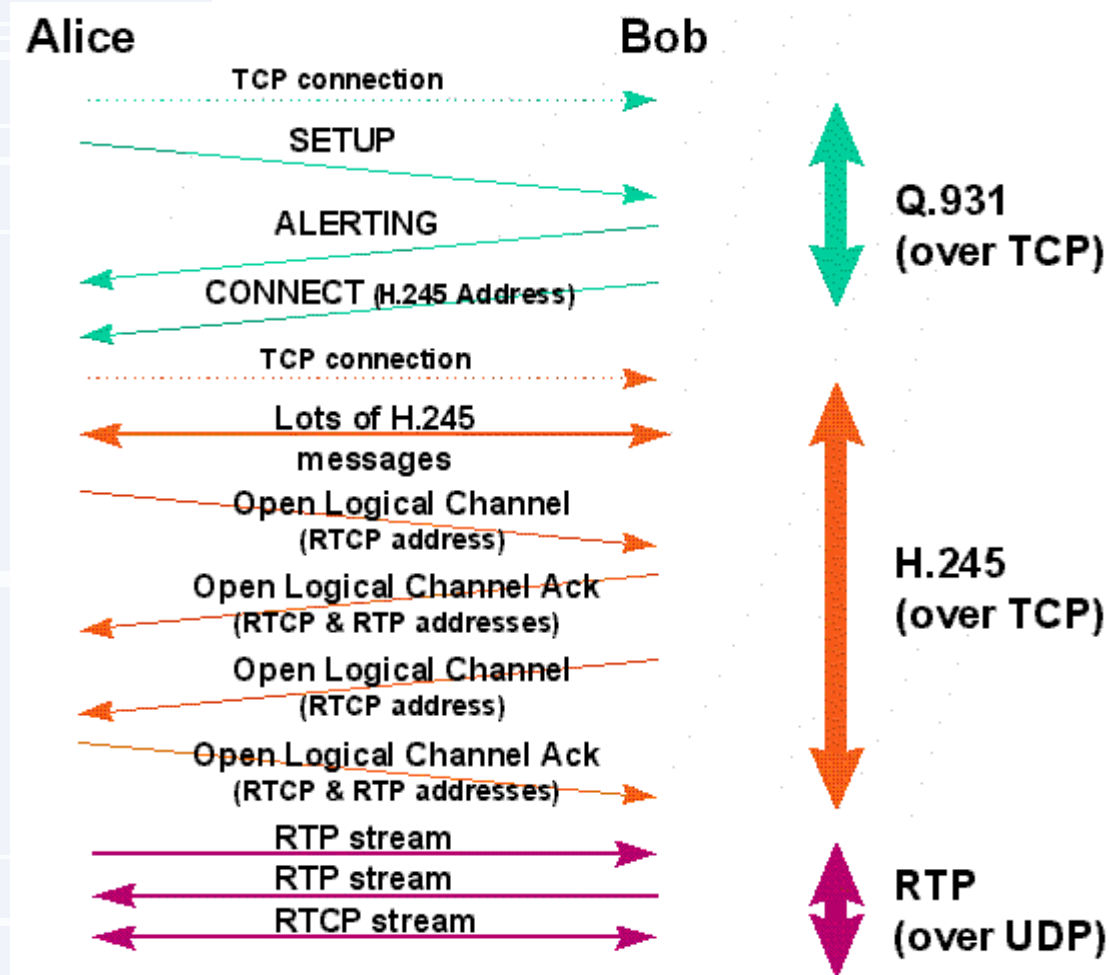 Alice
Bob
TCP connection
SETUP
ALERTING
CONNECT (H.245 Address)
Q.931
(over TCP)
TCP connection
Lots of H.245
messages
Open Logical Channel
(RTCP address)
Open Logical Channel Ack
(RTCP & RTP addresses)
Open Logical Channel
(RTCP address)
Open Logical Channel Ack
(RTCP & RTP addresses)
H.245
(over TCP)
RTP stream
RTP stream
RTCP stream
RTP
(over UDP)